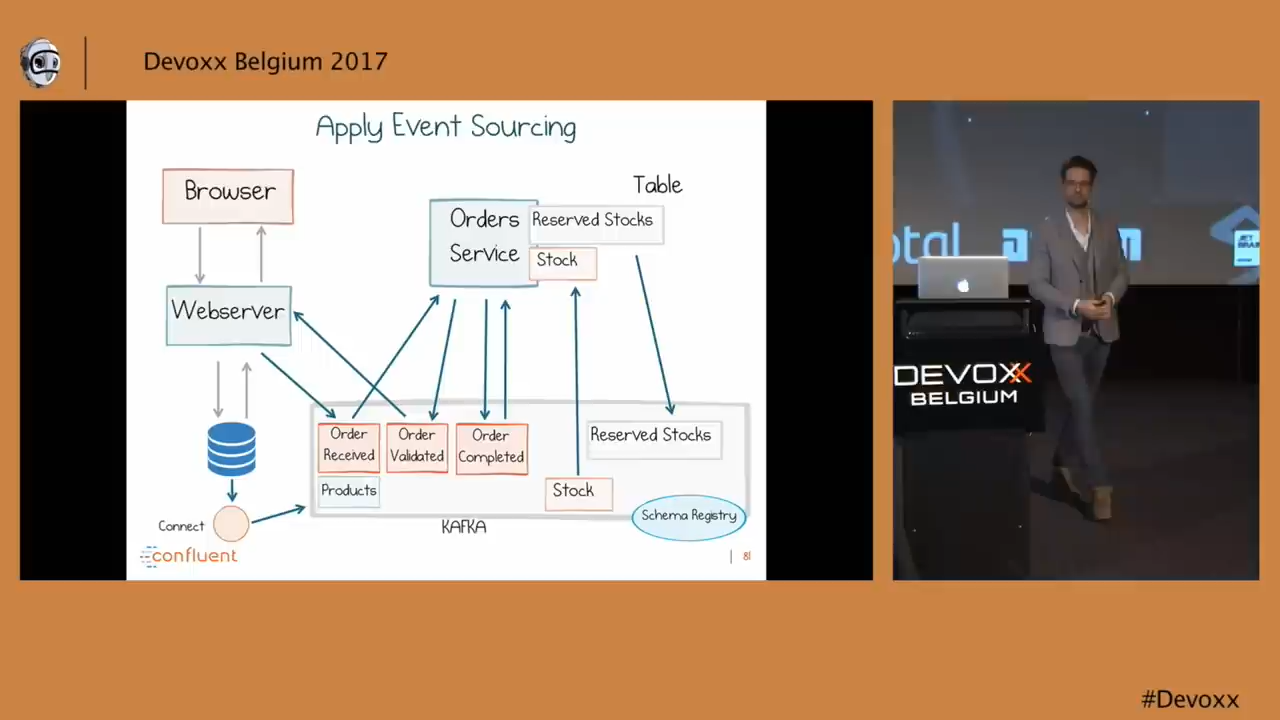 Devoxx Belgium 2017
Apply Event Sourcing
Browser
Table
Orders
Service
Reserved Stocks
Stock
Webserver
Order
Received
Order
Validated
Order
Completed
Reserved Stocks
Products
Stock
Schema Registry
Connect
KAFKA
confluent
81
DEVOXX
BELGIUM
#Devoxx